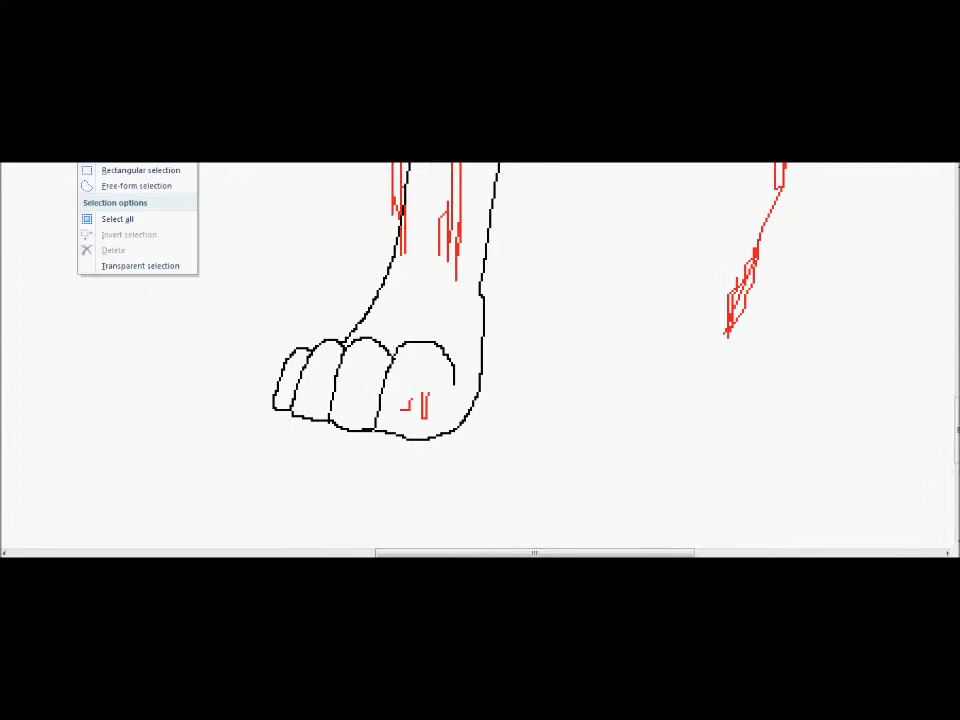 Rectangular selection
Free-form selection
Selection options
Select all
Invert selection
Delete
Transparent selection